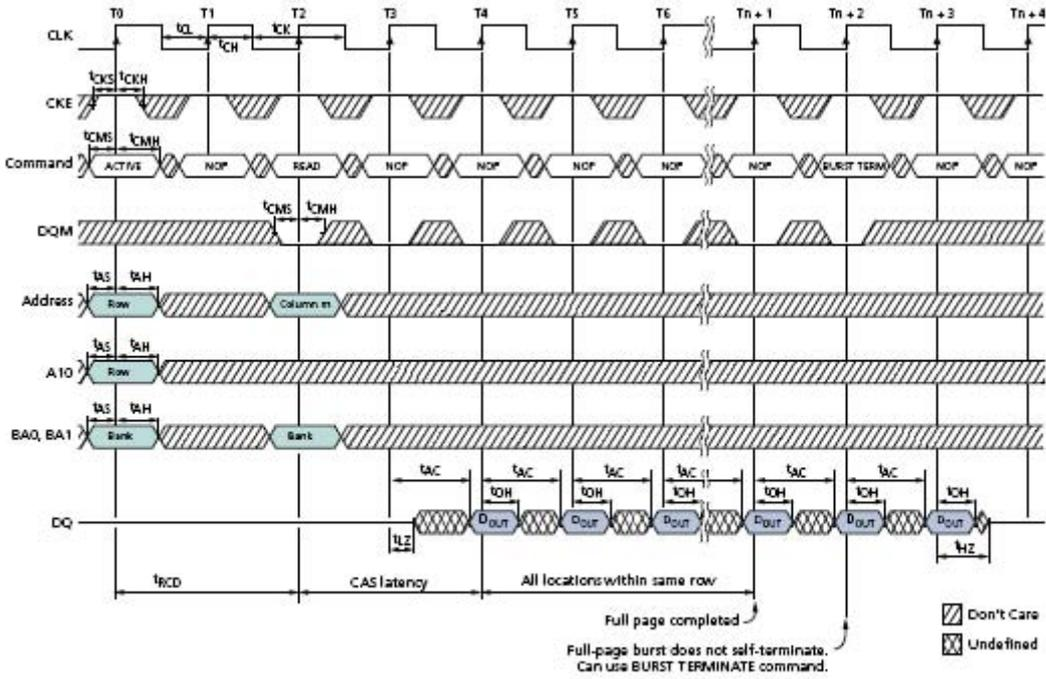 T0 T1 T2 T3 T4 T5 T6 Tn + 1 Tn + 2 Tn + 3 Tn + 4
CLK
tCL tCK
tCH
tCKS tCKH
CKE
tCMS tCMH
Command ACTIVE NOP READ NOP NOP NOP NOP NOP BURST TERM NOP NOP
tCMS tCMH
DQM
tAS tAH
Address Row Column m
tAS tAH
A10 Row
tAS tAH
BA0, BA1 Bank Bank
tAC tAC tAC tAC tAC tAC
tOH tOH tOH tOH tOH tOH
DQ DOUT DOUT DOUT DOUT DOUT DOUT
tLZ tHZ
tRCD CAS latency All locations within same row
Full page completed
Full-page burst does not self-terminate.
Can use BURST TERMINATE command.
Don't Care
Undefined